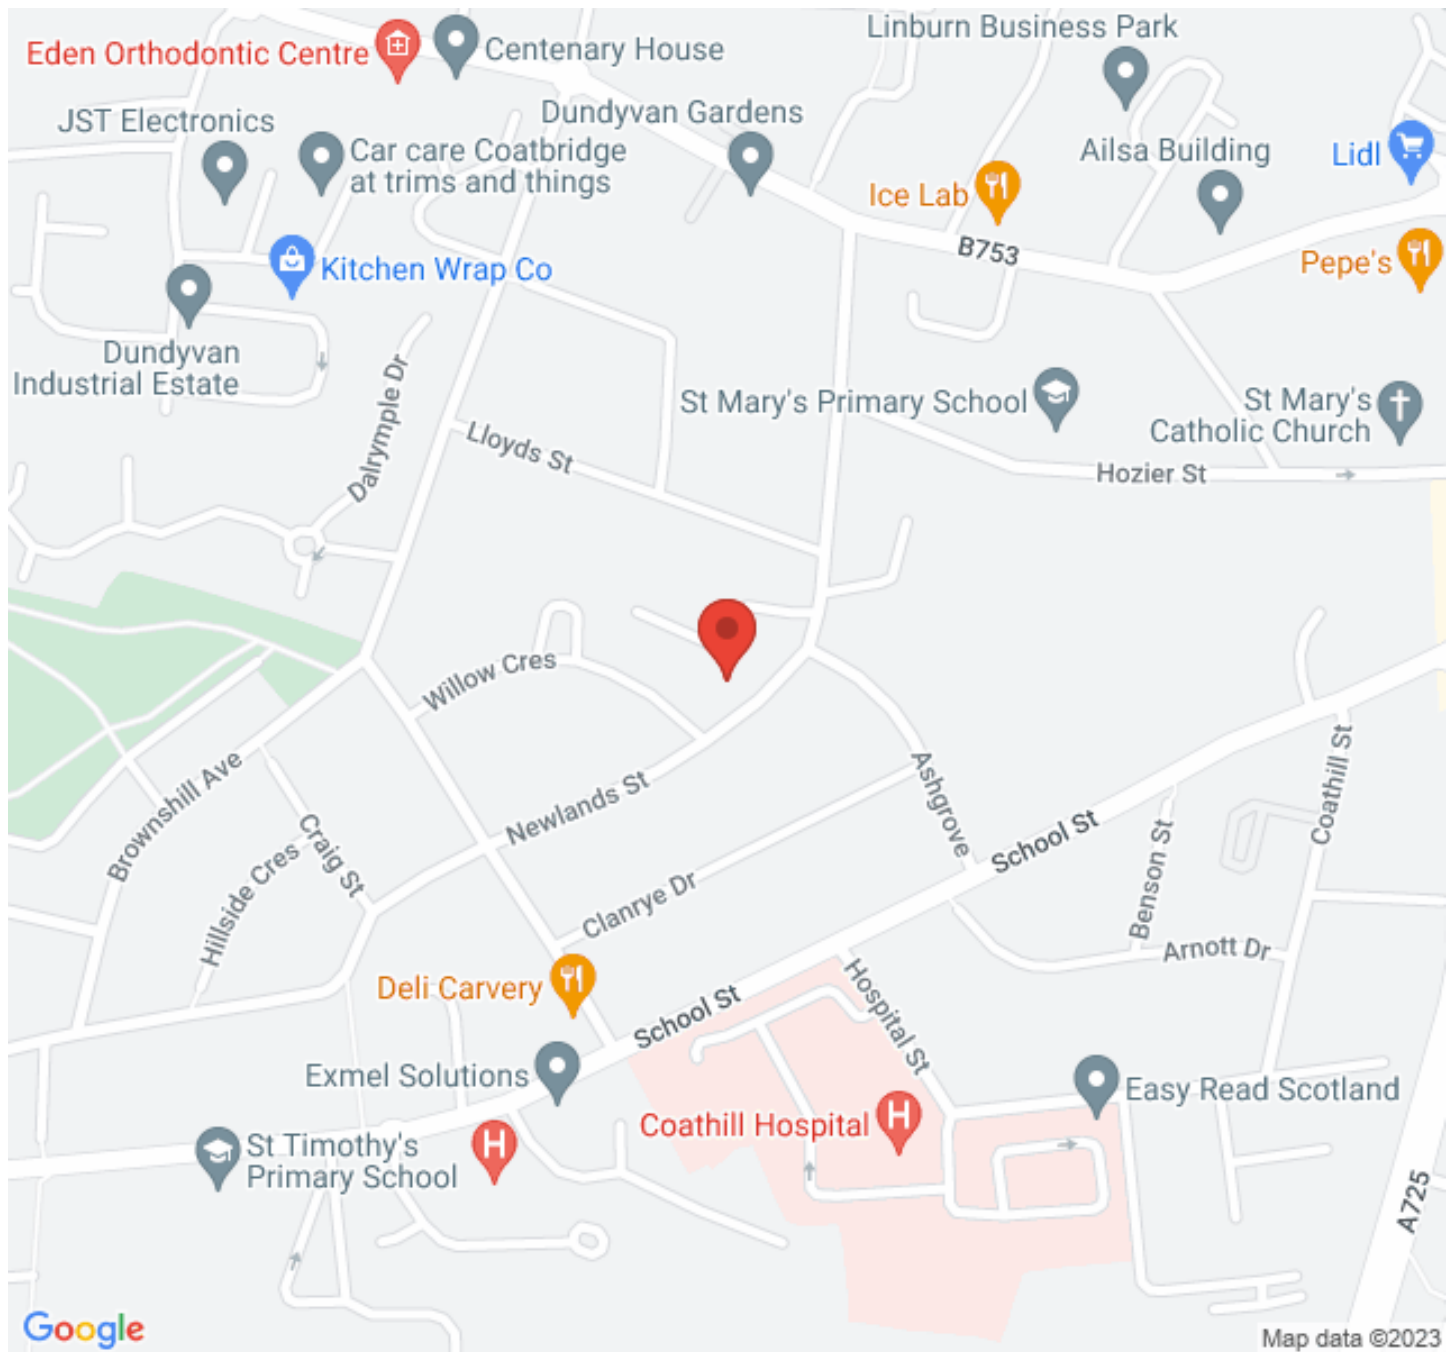 Linburn Business Park
Eden Orthodontic Centre
Centenary House
Dundyvan Gardens
JST Electronics
Car care Coatbridge
at trims and things
Ailsa Building
Lidl
Ice Lab
B753
Pepe's
Kitchen Wrap Co
Dundyvan
Industrial Estate
Dalrymple Dr
St Mary's Primary School
St Mary's
Catholic Church
Lloyds St
Hozier St
Willow Cres
Brownshill Ave
Newlands St
Ashgrove
Coathill St
Craig St
Hillside Cres
School St
Benson St
Clanrye Dr
Arnott Dr
Deli Carvery
School St
Hospital St
Exmel Solutions
Easy Read Scotland
Coathill Hospital
H
H
St Timothy's
Primary School
A725
Google
Map data ©2023